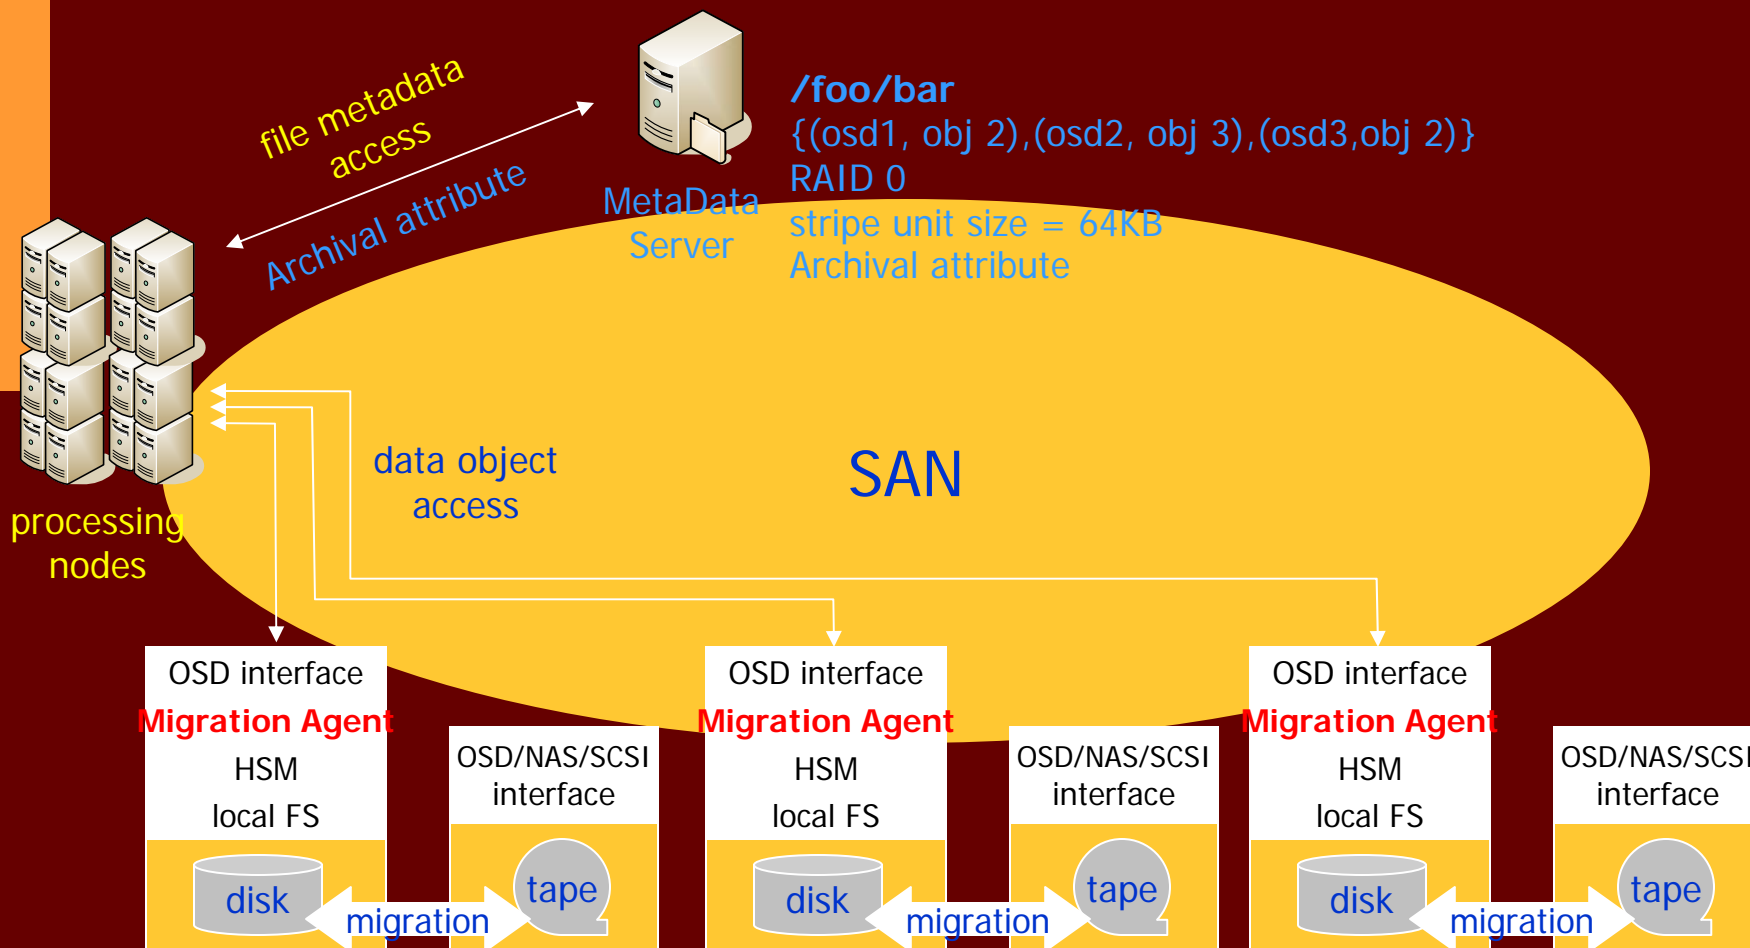 file metadata
access
Archival attribute
MetaData
Server
/foo/bar
{(osd1, obj 2),(osd2, obj 3),(osd3,obj 2)}
RAID 0
stripe unit size = 64KB
Archival attribute
processing
nodes
data object
access
SAN
OSD interface
Migration Agent
HSM
local FS
disk
migration
OSD/NAS/SCSI
interface
tape
OSD interface
Migration Agent
HSM
local FS
disk
migration
OSD/NAS/SCSI
interface
tape
OSD interface
Migration Agent
HSM
local FS
disk
migration
OSD/NAS/SCSI
interface
tape